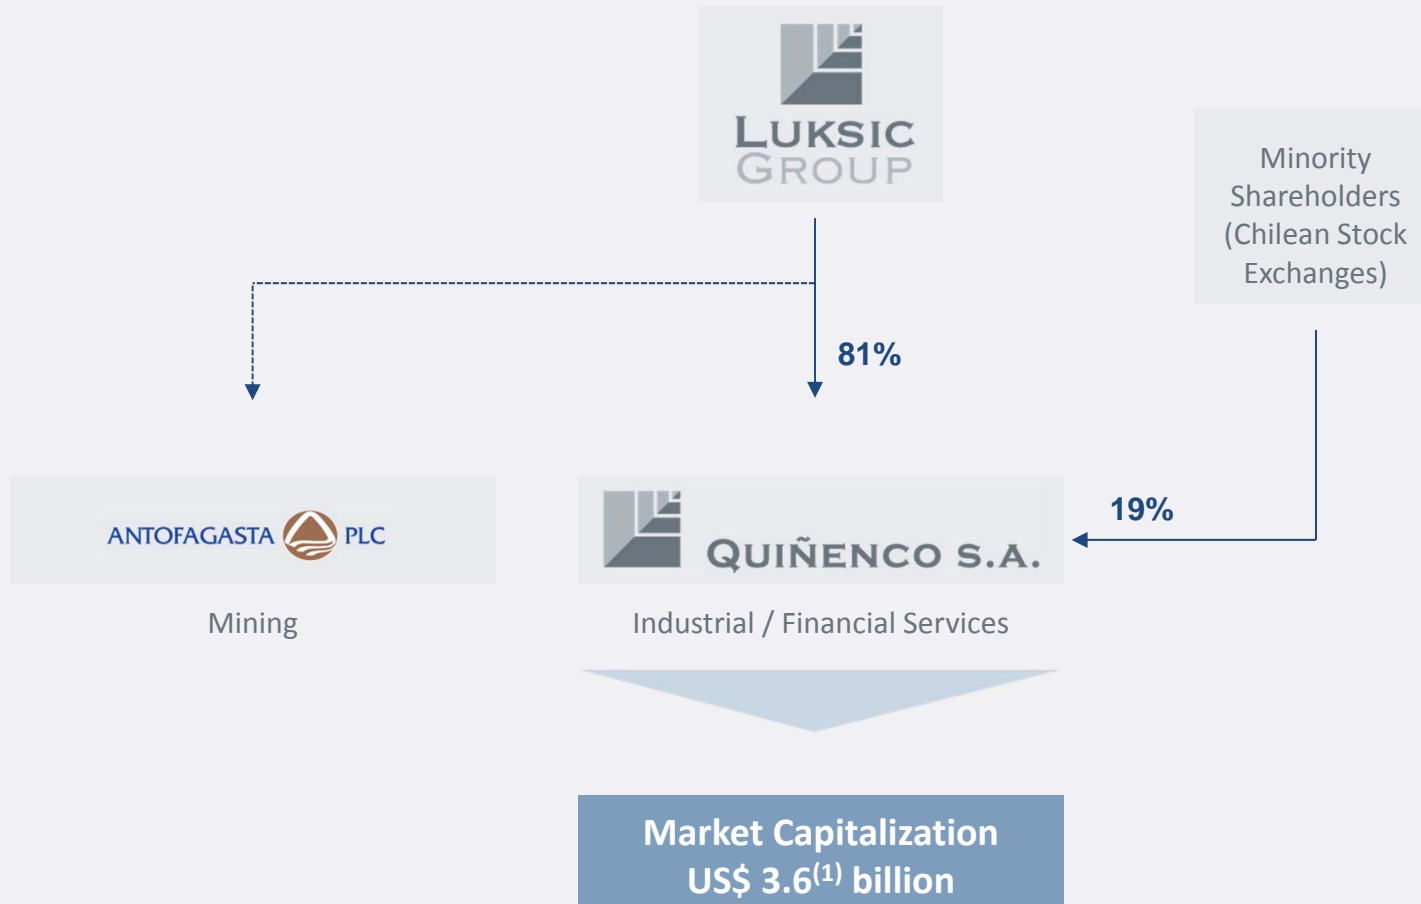 LUKSIC
GROUP
Minority
Shareholders
(Chilean Stock
Exchanges)
81%
19%
ANTOFAGASTA PLC
QUIÑENCO S.A.
Mining
Industrial / Financial Services
Market Capitalization
US$ 3.6(1) billion